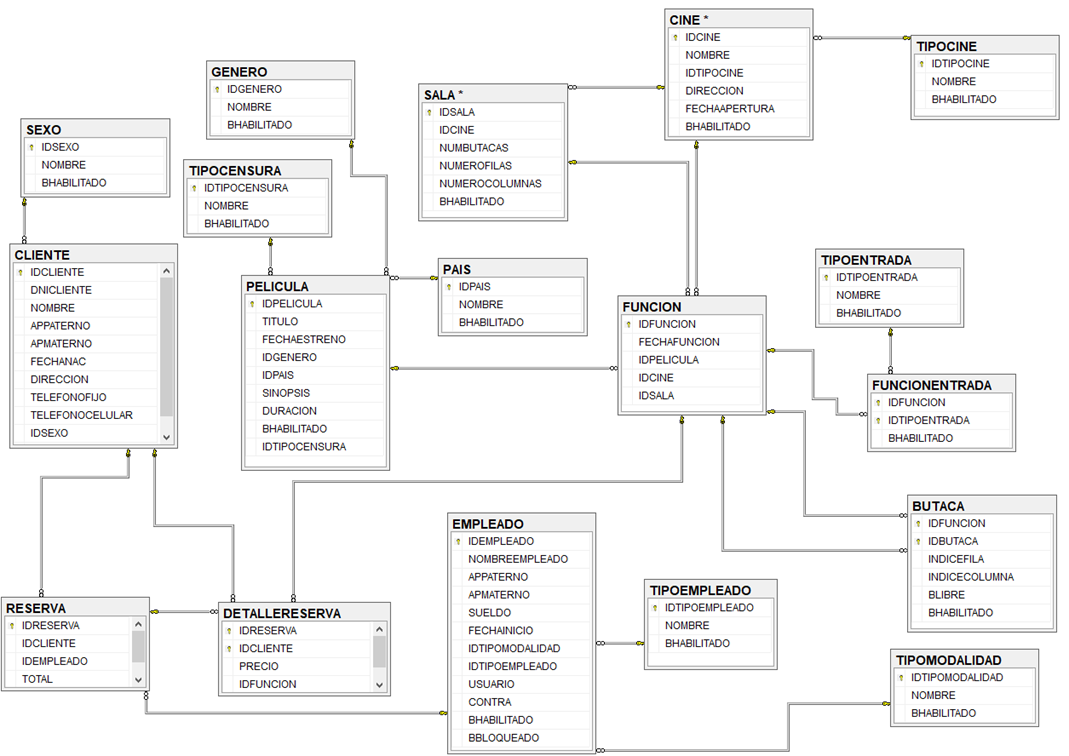 CINE *
IDCINE
NOMBRE
IDTIPOCINE
DIRECCION
FECHAAPERTURA
BHABILITADO
TIPOCINE
IDTIPOCINE
NOMBRE
BHABILITADO
GENERO
IDGENERO
NOMBRE
BHABILITADO
SALA *
IDSALA
IDCINE
NUMBUTACAS
NUMEROFILAS
NUMEROCOLUMNAS
BHABILITADO
SEXO
IDSEXO
NOMBRE
BHABILITADO
TIPOCENSURA
IDTIPOCENSURA
NOMBRE
BHABILITADO
CLIENTE
IDCLIENTE
DNICLIENTE
NOMBRE
APPATERNO
APMATERNO
FECHANAC
DIRECCION
TELEFONOFIJO
TELEFONOCELULAR
IDSEXO
PELICULA
IDPELICULA
TITULO
FECHAESTRENO
IDGENERO
IDPAIS
SINOPSIS
DURACION
BHABILITADO
IDTIPOCENSURA
PAIS
IDPAIS
NOMBRE
BHABILITADO
FUNCION
IDFUNCION
FECHAFUNCION
IDPELICULA
IDCINE
IDSALA
TIPOENTRADA
IDTIPOENTRADA
NOMBRE
BHABILITADO
FUNCIONENTRADA
IDFUNCION
IDTIPOENTRADA
BHABILITADO
BUTACA
IDFUNCION
IDBUTACA
INDICEFILA
INDICECOLUMNA
BLIBRE
BHABILITADO
EMPLEADO
IDEMPLEADO
NOMBREEMPLEADO
APPATERNO
APMATERNO
SUELDO
FECHAINICIO
IDTIPOMODALIDAD
IDTIPOEMPLEADO
USUARIO
CONTRA
BHABILITADO
BBLOQUEADO
TIPOEMPLEADO
IDTIPOEMPLEADO
NOMBRE
BHABILITADO
RESERVA
IDRESERVA
IDCLIENTE
IDEMPLEADO
TOTAL
DETALLERESERVA
IDRESERVA
IDCLIENTE
PRECIO
IDFUNCION
TIPOMODALIDAD
IDTIPOMODALIDAD
NOMBRE
BHABILITADO